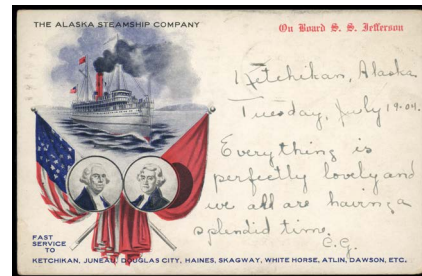 THE ALASKA STEAMSHIP COMPANY
On Board S. S. Jefferson
Ketchikan, Alaska
Tuesday, July 19-04.
Everything is
perfectly lovely and
we all are having a
splendid time.
C.G.
FAST
SERVICE
TO
KETCHIKAN, JUNEAU, DOUGLAS CITY, HAINES, SKAGWAY, WHITE HORSE, ATLIN, DAWSON, ETC.